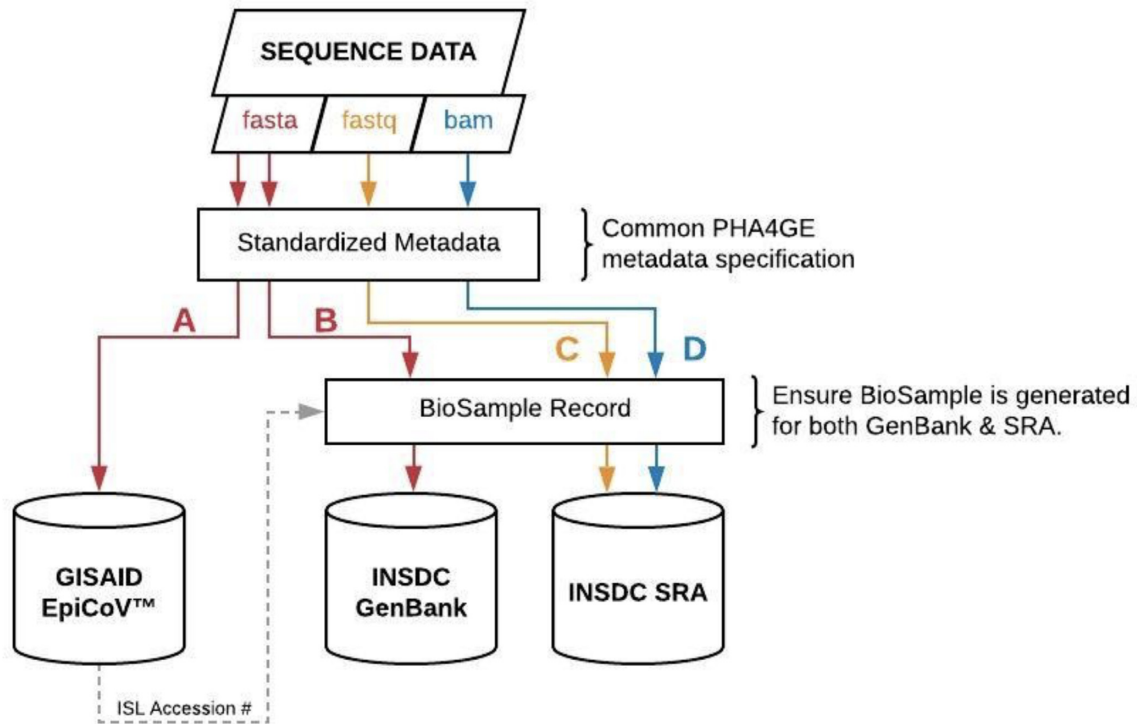 SEQUENCE DATA
fasta
fastq
bam
Standardized Metadata
Common PHA4GE
metadata specification
A
B
C
D
BioSample Record
Ensure BioSample is generated
for both GenBank & SRA.
GISAID
EpiCoV™
INSDC
GenBank
INSDC SRA
ISL Accession #